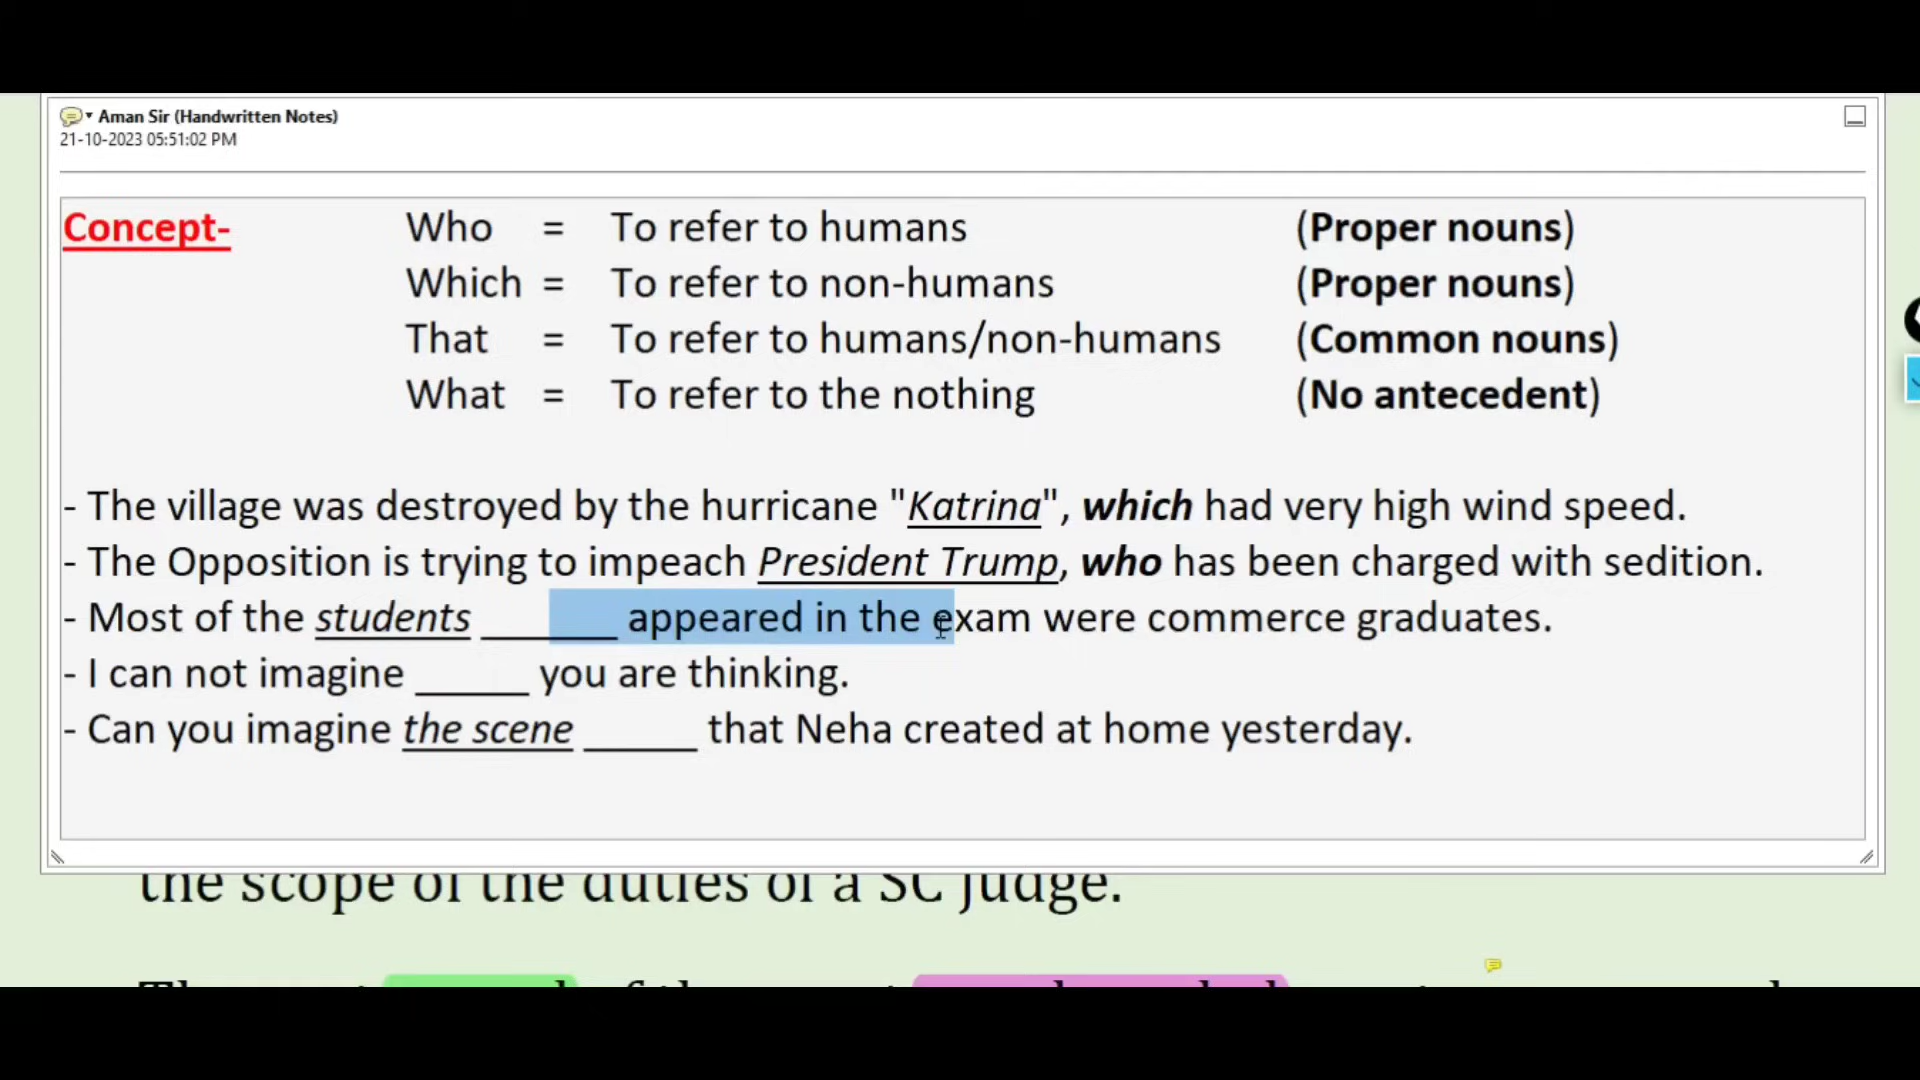 Aman Sir (Handwritten Notes)
21-10-2023 05:51:02 PM
Concept- Who = To refer to humans (Proper nouns)
Which = To refer to non-humans (Proper nouns)
That = To refer to humans/non-humans (Common nouns)
What = To refer to the nothing (No antecedent)
- The village was destroyed by the hurricane "Katrina", which had very high wind speed.
- The Opposition is trying to impeach President Trump, who has been charged with sedition.
- Most of the students ______ appeared in the exam were commerce graduates.
- I can not imagine _____ you are thinking.
- Can you imagine the scene _____ that Neha created at home yesterday.
the scope of the duties of a SC judge.